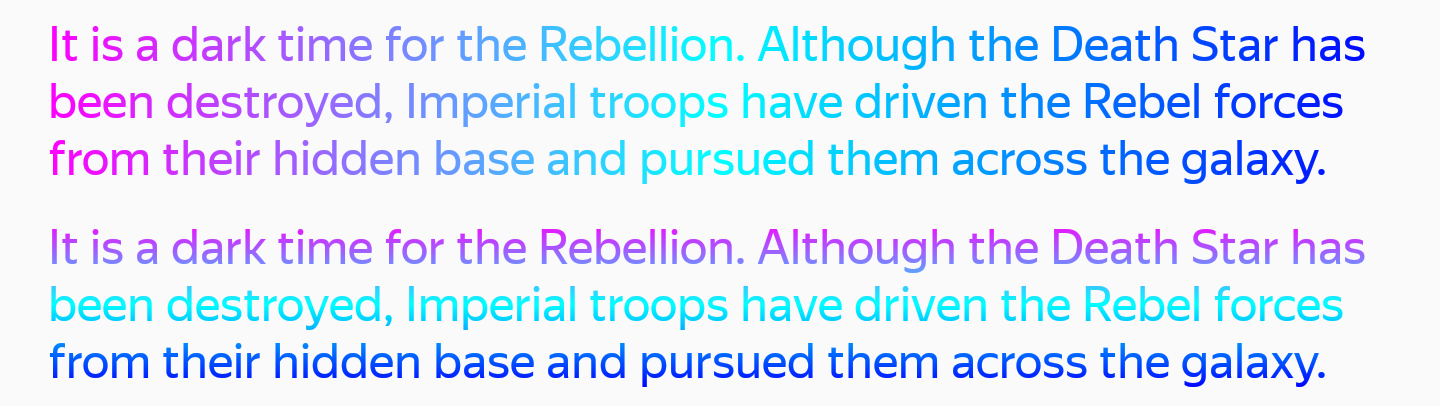 It is a dark time for the Rebellion. Although the Death Star has
been destroyed, Imperial troops have driven the Rebel forces
from their hidden base and pursued them across the galaxy.
It is a dark time for the Rebellion. Although the Death Star has
been destroyed, Imperial troops have driven the Rebel forces
from their hidden base and pursued them across the galaxy.